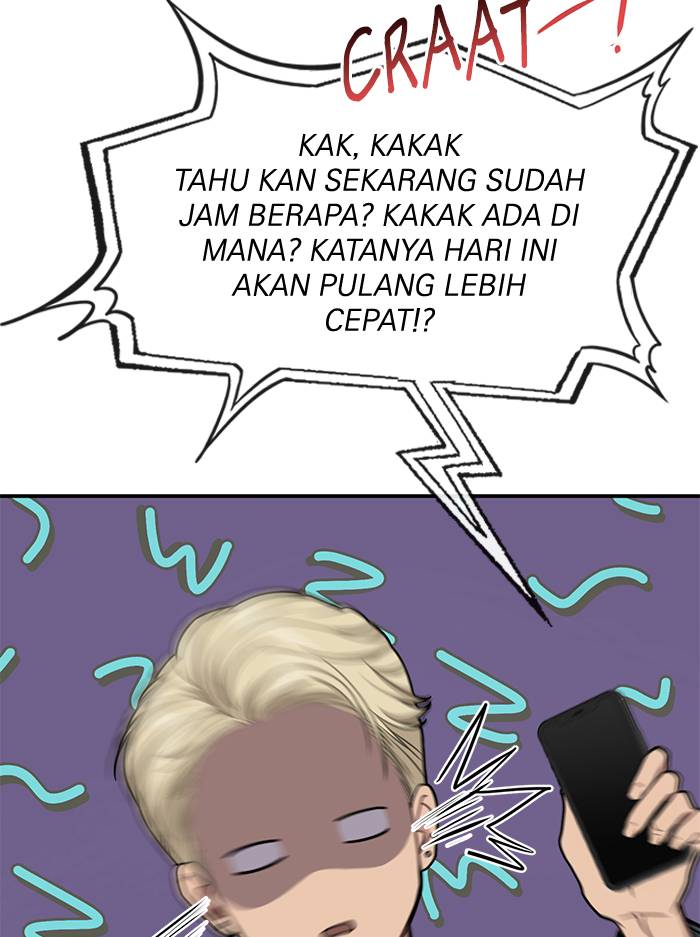 CRAAT—!
KAK, KAKAK
TAHU KAN SEKARANG SUDAH
JAM BERAPA? KAKAK ADA DI
MANA? KATANYA HARI INI
AKAN PULANG LEBIH
CEPAT!?